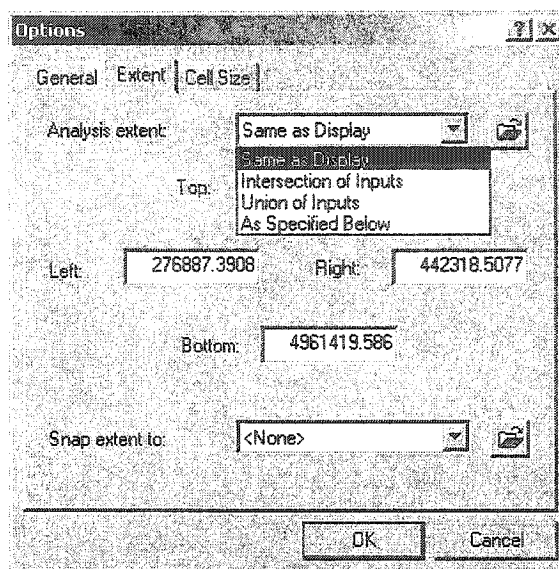 Options
General Extent Cell Size
Analysis extent: Same as Display
Same as Display
Intersection of Inputs
Top: Union of Inputs
As Specified Below
Left: 276887.3908 Right: 442318.5077
Bottom: 4961419.586
Snap extent to: <None>
OK Cancel